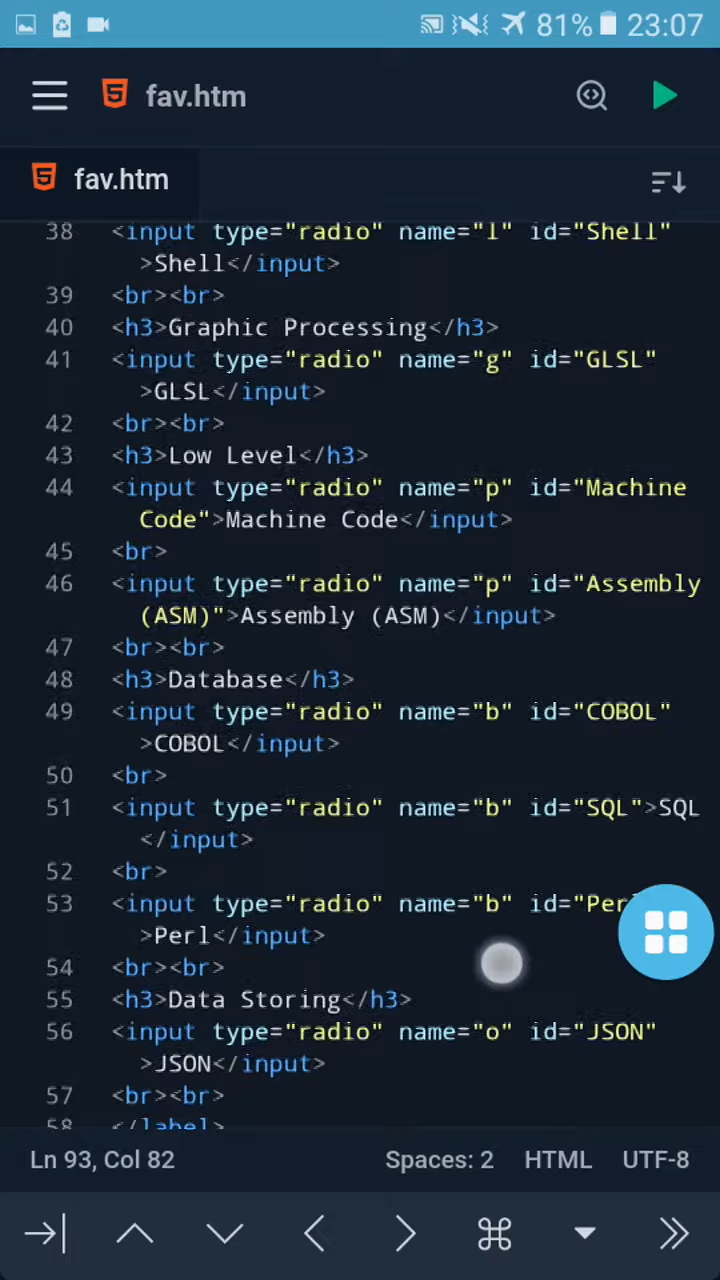 81% 23:07
fav.htm
fav.htm
38 <input type="radio" name="l" id="Shell"
>Shell</input>
39 <br><br>
40 <h3>Graphic Processing</h3>
41 <input type="radio" name="g" id="GLSL"
>GLSL</input>
42 <br><br>
43 <h3>Low Level</h3>
44 <input type="radio" name="p" id="Machine
Code">Machine Code</input>
45 <br>
46 <input type="radio" name="p" id="Assembly
(ASM)">Assembly (ASM)</input>
47 <br><br>
48 <h3>Database</h3>
49 <input type="radio" name="b" id="COBOL"
>COBOL</input>
50 <br>
51 <input type="radio" name="b" id="SQL">SQL
</input>
52 <br>
53 <input type="radio" name="b" id="Per
>Perl</input>
54 <br><br>
55 <h3>Data Storing</h3>
56 <input type="radio" name="o" id="JSON"
>JSON</input>
57 <br><br>
58 </label>
Ln 93, Col 82 Spaces: 2 HTML UTF-8